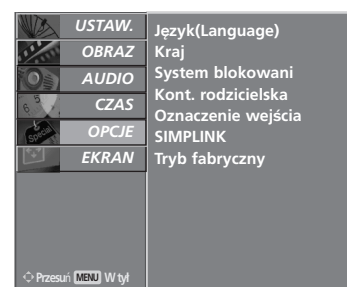 USTAW.
OBRAZ
AUDIO
CZAS
OPCJE
EKRAN
Język(Language)
Kraj
System blokowani
Kont. rodzicielska
Oznaczenie wejścia
SIMPLINK
Tryb fabryczny
Przesuń MENU W tył